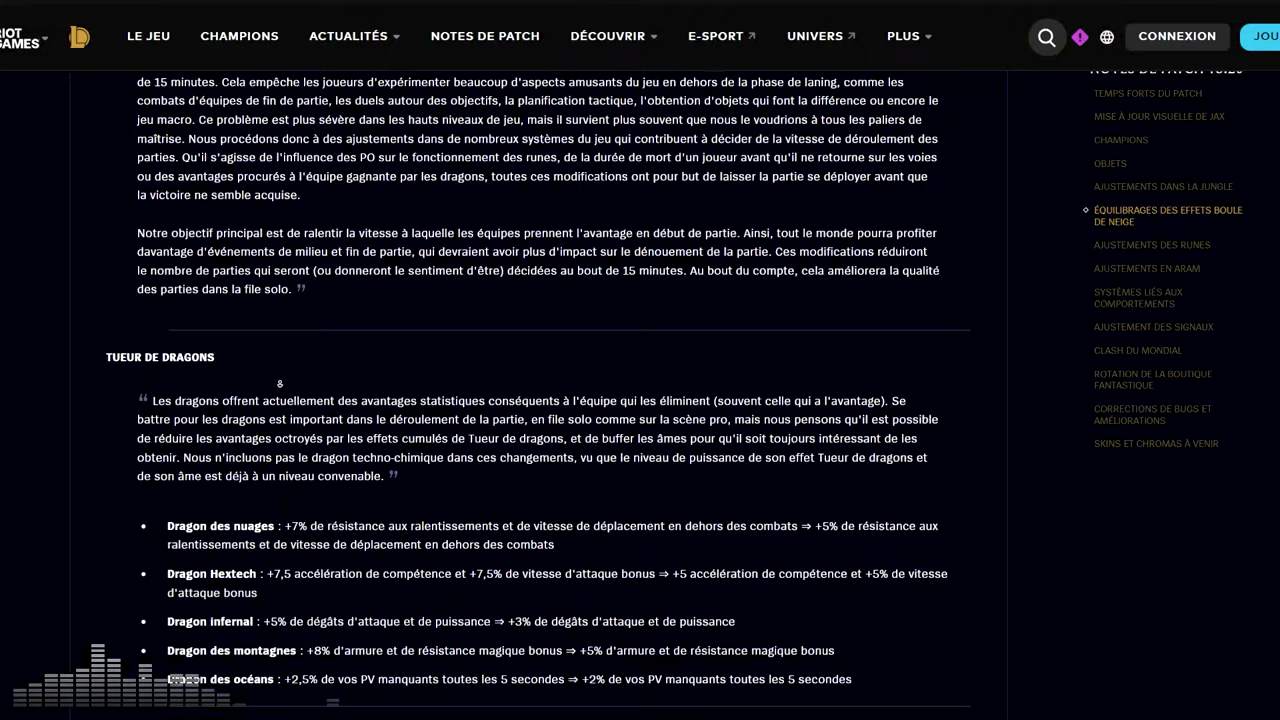 RIOT
GAMES
LE JEU
CHAMPIONS
ACTUALITÉS
NOTES DE PATCH
DÉCOUVRIR
E-SPORT
UNIVERS
PLUS
CONNEXION
JOU
de 15 minutes. Cela empêche les joueurs d'expérimenter beaucoup d'aspects amusants du jeu en dehors de la phase de laning, comme les
combats d'équipes de fin de partie, les duels autour des objectifs, la planification tactique, l'obtention d'objets qui font la différence ou encore le
jeu macro. Ce problème est plus sévère dans les hauts niveaux de jeu, mais il survient plus souvent que nous le voudrions à tous les paliers de
maîtrise. Nous procédons donc à des ajustements dans de nombreux systèmes du jeu qui contribuent à décider de la vitesse de déroulement des
parties. Qu'il s'agisse de l'influence des PO sur le fonctionnement des runes, de la durée de mort d'un joueur avant qu'il ne retourne sur les voies
ou des avantages procurés à l'équipe gagnante par les dragons, toutes ces modifications ont pour but de laisser la partie se déployer avant que
la victoire ne semble acquise.
Notre objectif principal est de ralentir la vitesse à laquelle les équipes prennent l'avantage en début de partie. Ainsi, tout le monde pourra profiter
davantage d'événements de milieu et fin de partie, qui devraient avoir plus d'impact sur le dénouement de la partie. Ces modifications réduiront
le nombre de parties qui seront (ou donneront le sentiment d'être) décidées au bout de 15 minutes. Au bout du compte, cela améliorera la qualité
des parties dans la file solo. ”
TUEUR DE DRAGONS
“ Les dragons offrent actuellement des avantages statistiques conséquents à l'équipe qui les éliminent (souvent celle qui a l'avantage). Se
battre pour les dragons est important dans le déroulement de la partie, en file solo comme sur la scène pro, mais nous pensons qu'il est possible
de réduire les avantages octroyés par les effets cumulés de Tueur de dragons, et de buffer les âmes pour qu'il soit toujours intéressant de les
obtenir. Nous n'incluons pas le dragon techno-chimique dans ces changements, vu que le niveau de puissance de son effet Tueur de dragons et
de son âme est déjà à un niveau convenable. ”
• Dragon des nuages : +7% de résistance aux ralentissements et de vitesse de déplacement en dehors des combats ⇒ +5% de résistance aux
ralentissements et de vitesse de déplacement en dehors des combats
• Dragon Hextech : +7,5 accélération de compétence et +7,5% de vitesse d'attaque bonus ⇒ +5 accélération de compétence et +5% de vitesse
d'attaque bonus
• Dragon infernal : +5% de dégâts d'attaque et de puissance ⇒ +3% de dégâts d'attaque et de puissance
• Dragon des montagnes : +8% d'armure et de résistance magique bonus ⇒ +5% d'armure et de résistance magique bonus
• Dragon des océans : +2,5% de vos PV manquants toutes les 5 secondes ⇒ +2% de vos PV manquants toutes les 5 secondes
NOTES DE PATCH
TEMPS FORTS DU PATCH
MISE À JOUR VISUELLE DE JAX
CHAMPIONS
OBJETS
AJUSTEMENTS DANS LA JUNGLE
ÉQUILIBRAGES DES EFFETS BOULE
DE NEIGE
AJUSTEMENTS DES RUNES
AJUSTEMENTS EN ARAM
SYSTÈMES LIÉS AUX
COMPORTEMENTS
AJUSTEMENT DES SIGNAUX
CLASH DU MONDIAL
ROTATION DE LA BOUTIQUE
FANTASTIQUE
CORRECTIONS DE BUGS ET
AMÉLIORATIONS
SKINS ET CHROMAS À VENIR